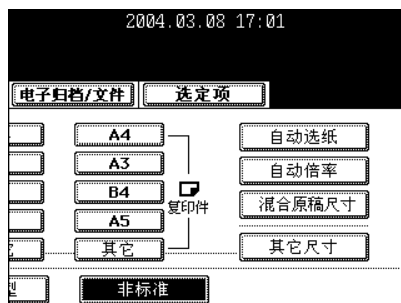 2004.03.08 17:01
电子归档/文件 选定项
A4 自动选纸
A3 自动倍率
B4 复印件 混合原稿尺寸
A5
其它 其它尺寸
型 非标准